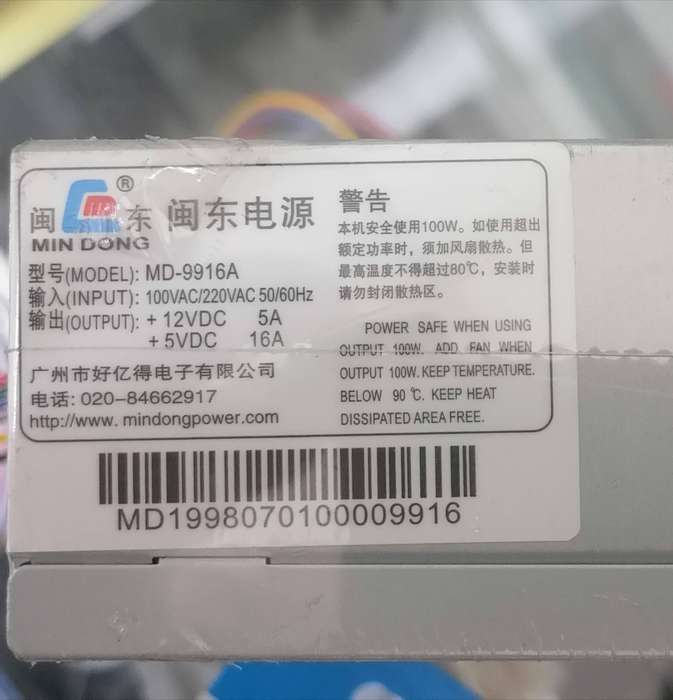 闽 东 ®
MIN DONG
闽东电源
型号(MODEL): MD-9916A
输入(INPUT): 100VAC/220VAC 50/60Hz
输出(OUTPUT): + 12VDC 5A
+ 5VDC 16A
广州市好亿得电子有限公司
电话: 020-84662917
http://www. mindongpower.com
警告
本机安全使用100W。如使用超出
额定功率时，须加风扇散热。但
最高温度不得超过80℃，安装时
请勿封闭散热区。
POWER SAFE WHEN USING
OUTPUT 100W. ADD FAN WHEN
OUTPUT 100W. KEEP TEMPERATURE.
BELOW 90 ℃. KEEP HEAT
DISSIPATED AREA FREE.
MD1998070100009916